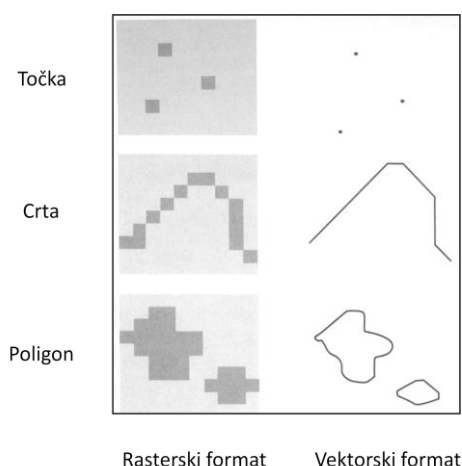 Točka
Crta
Poligon
Rasterski format
Vektorski format